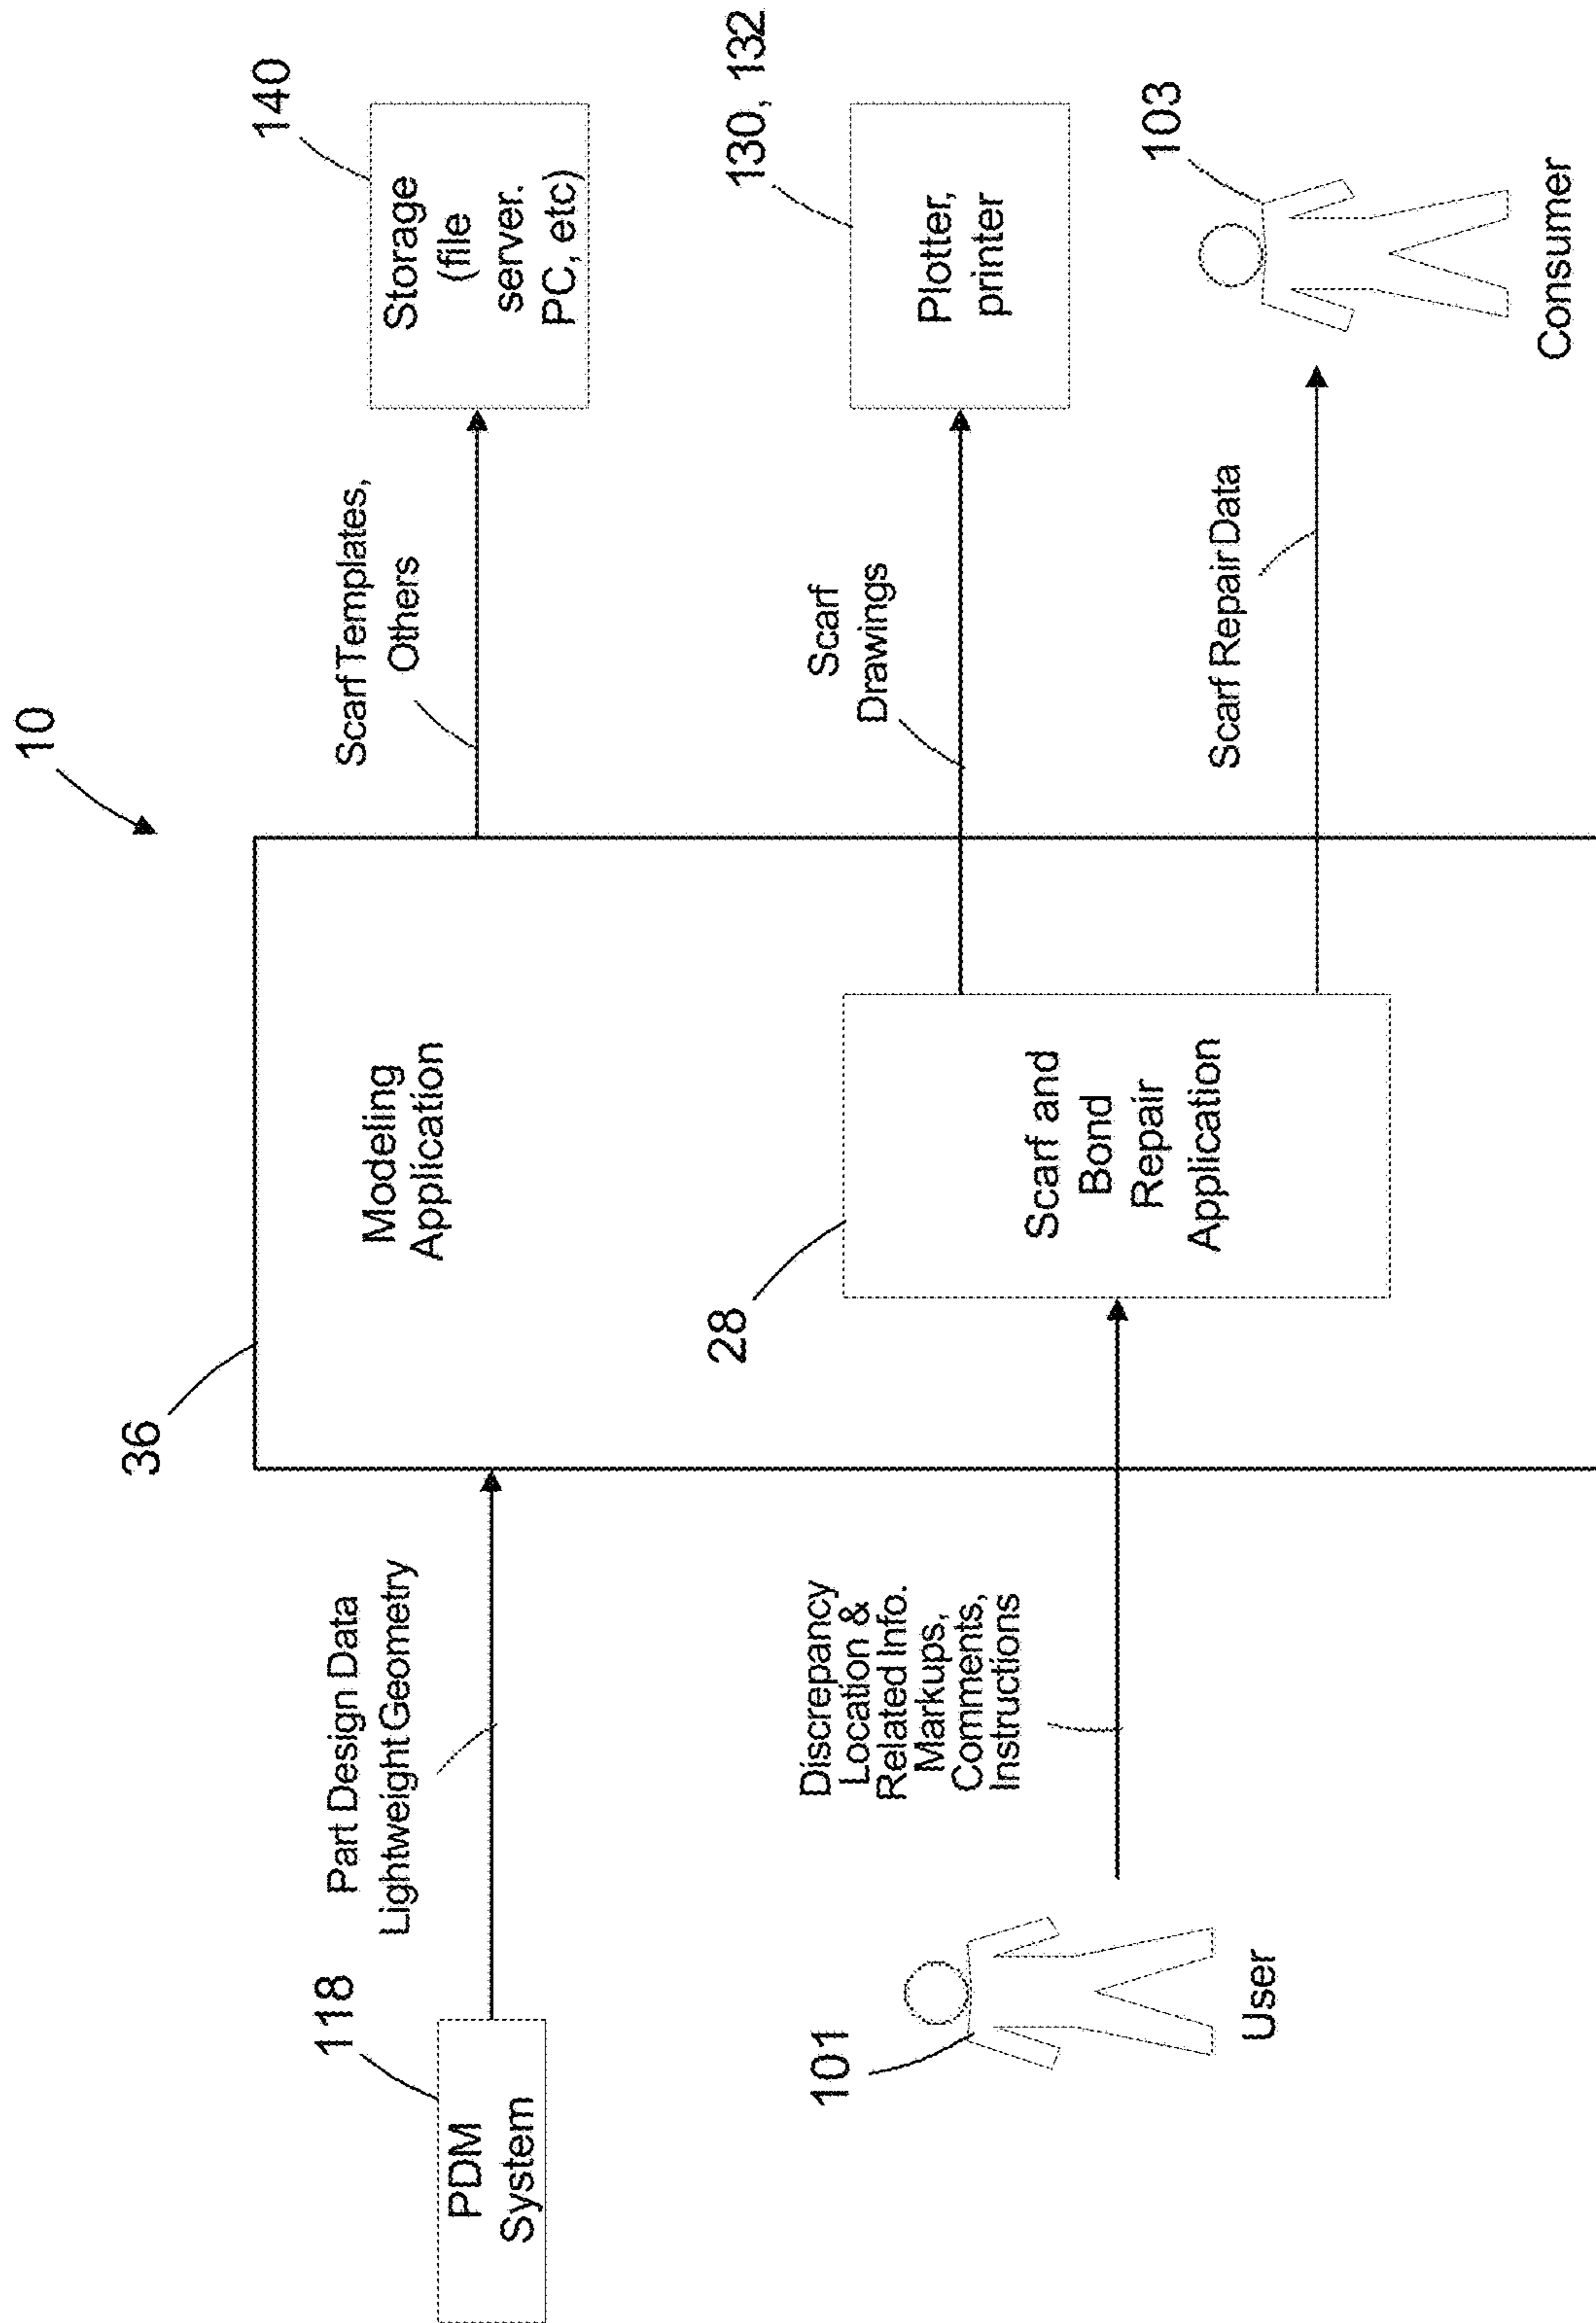 10
36
Modeling
Application
118
PDM
System
Part Design Data
Lightweight Geometry
Scarf Templates,
Others
140
Storage
(file
server.
PC, etc)
101
User
Discrepancy
Location &
Related Info.
Markups,
Comments,
Instructions
28
Scarf and
Bond
Repair
Application
Scarf
Drawings
130, 132
Plotter,
printer
Scarf Repair Data
103
Consumer